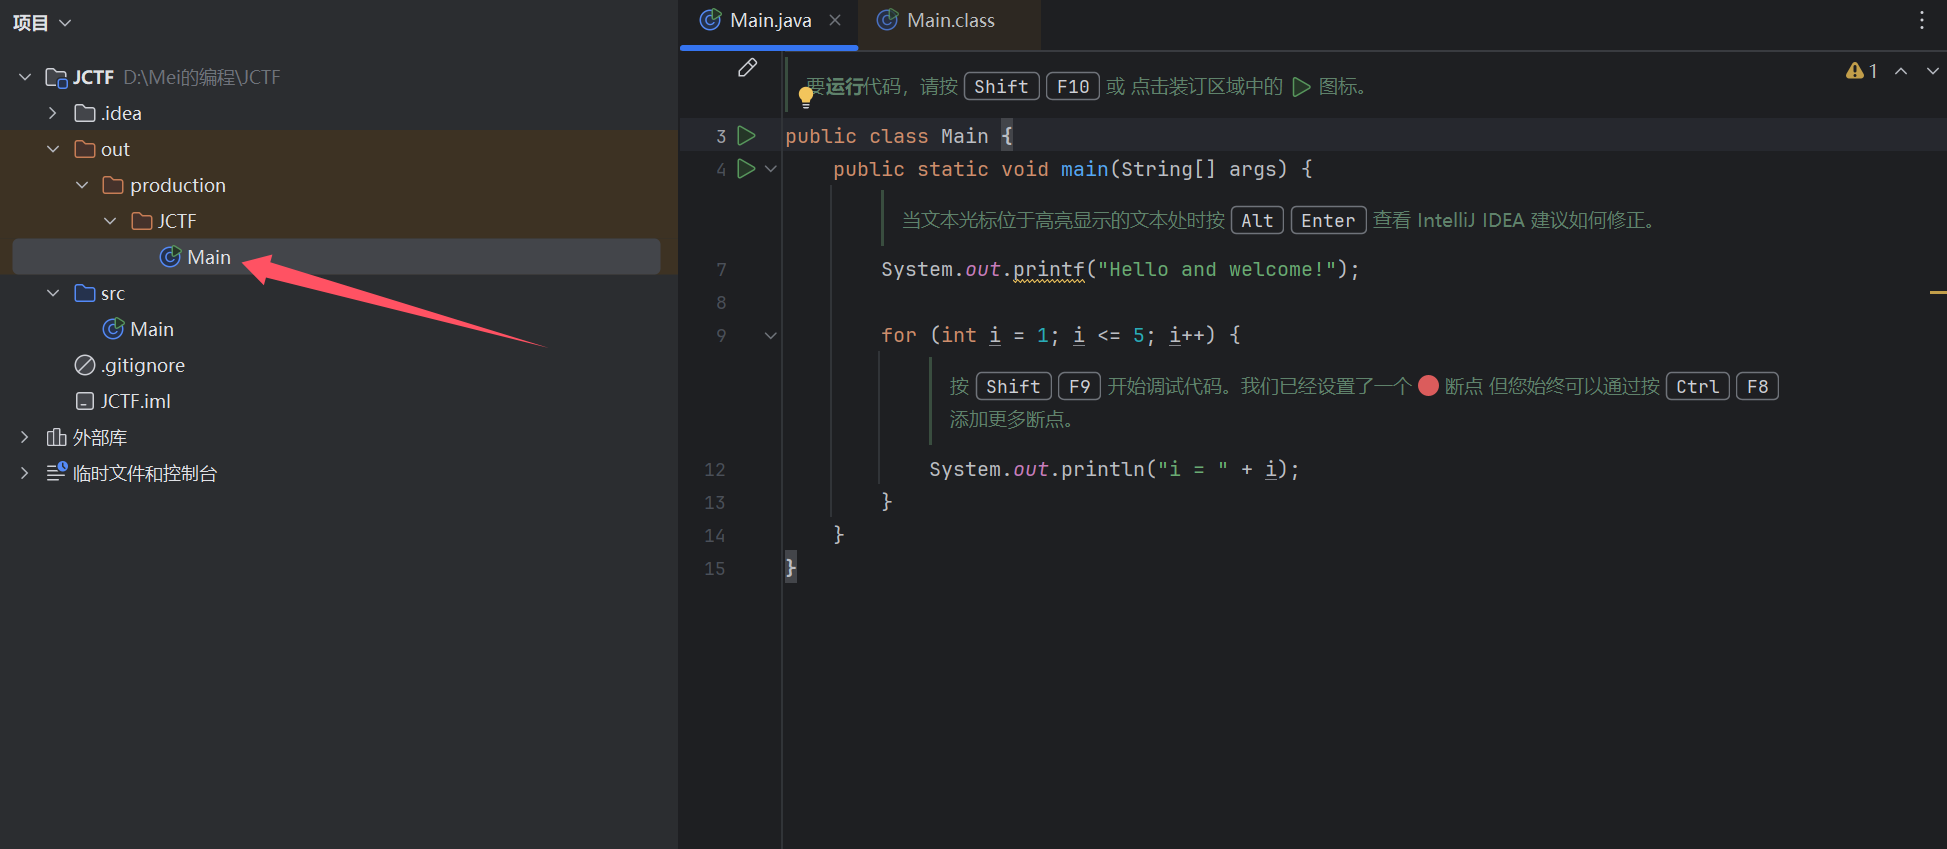 项目
JCTF D:\Mei的编程\JCTF
.idea
out
production
JCTF
Main
src
Main
.gitignore
JCTF.iml
外部库
临时文件和控制台
Main.java
Main.class
1
要运行代码，请按 Shift F10 或 点击装订区域中的 图标。
3 public class Main {
4 public static void main(String[] args) {
当文本光标位于高亮显示的文本处时按 Alt Enter 查看 IntelliJ IDEA 建议如何修正。
7 System.out.printf("Hello and welcome!");
8
9 for (int i = 1; i <= 5; i++) {
按 Shift F9 开始调试代码。我们已经设置了一个 断点 但您始终可以通过按 Ctrl F8
添加更多断点。
12 System.out.println("i = " + i);
13 }
14 }
15 }